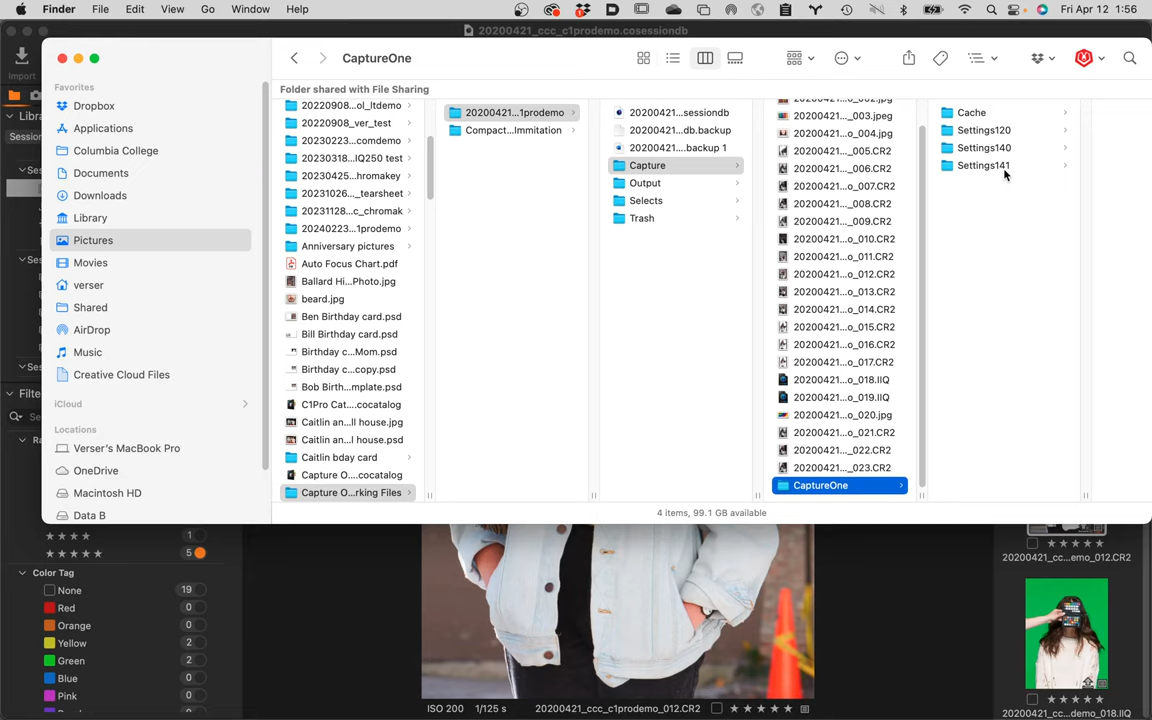 Finder File Edit View Go Window Help Fri Apr 12 1:56
20200421_ccc_c1prodemo.cosessiondb
Import
CaptureOne
Folder shared with File Sharing
Favorites
Dropbox
Applications
Columbia College
Documents
Downloads
Library
Pictures
Movies
verser
Shared
AirDrop
Music
Creative Cloud Files
iCloud
Locations
Verser's MacBook Pro
OneDrive
Macintosh HD
Data B
20220908...ol_ltdemo
20220908_ver_test
20230223...comdemo
20230318...IQ250 test
20230425...hromakey
20231026..._tearsheet
20231128...c_chromak
20240223...1prodemo
Anniversary pictures
Auto Focus Chart.pdf
Ballard Hi...Photo.jpg
beard.jpg
Ben Birthday card.psd
Bill Birthday card.psd
Birthday c...Mom.psd
Birthday c...copy.psd
Bob Birth...mplate.psd
C1Pro Cat....cocatalog
Caitlin an...ll house.jpg
Caitlin an...l house.psd
Caitlin bday card
Capture O....cocatalog
Capture O...rking Files
20200421...1prodemo
Compact...Immitation
20200421...sessiondb
20200421...db.backup
20200421....backup 1
Capture
Output
Selects
Trash
20200421..._003.jpeg
20200421...o_004.jpg
20200421..._005.CR2
20200421..._006.CR2
20200421...o_007.CR2
20200421..._008.CR2
20200421..._009.CR2
20200421...o_010.CR2
20200421...o_011.CR2
20200421...o_012.CR2
20200421...o_013.CR2
20200421...o_014.CR2
20200421...o_015.CR2
20200421...o_016.CR2
20200421...o_017.CR2
20200421...o_018.IIQ
20200421...o_019.IIQ
20200421...o_020.jpg
20200421...o_021.CR2
20200421..._022.CR2
20200421..._023.CR2
CaptureOne
Cache
Settings120
Settings140
Settings141
4 items, 99.1 GB available
1
5
Color Tag
None 19
Red 0
Orange 0
Yellow 2
Green 2
Blue 0
Pink 0
ISO 200 1/125 s 20200421_ccc_c1prodemo_012.CR2
20200421_cc...emo_012.CR2
20200421_cc...demo_018.IIQ